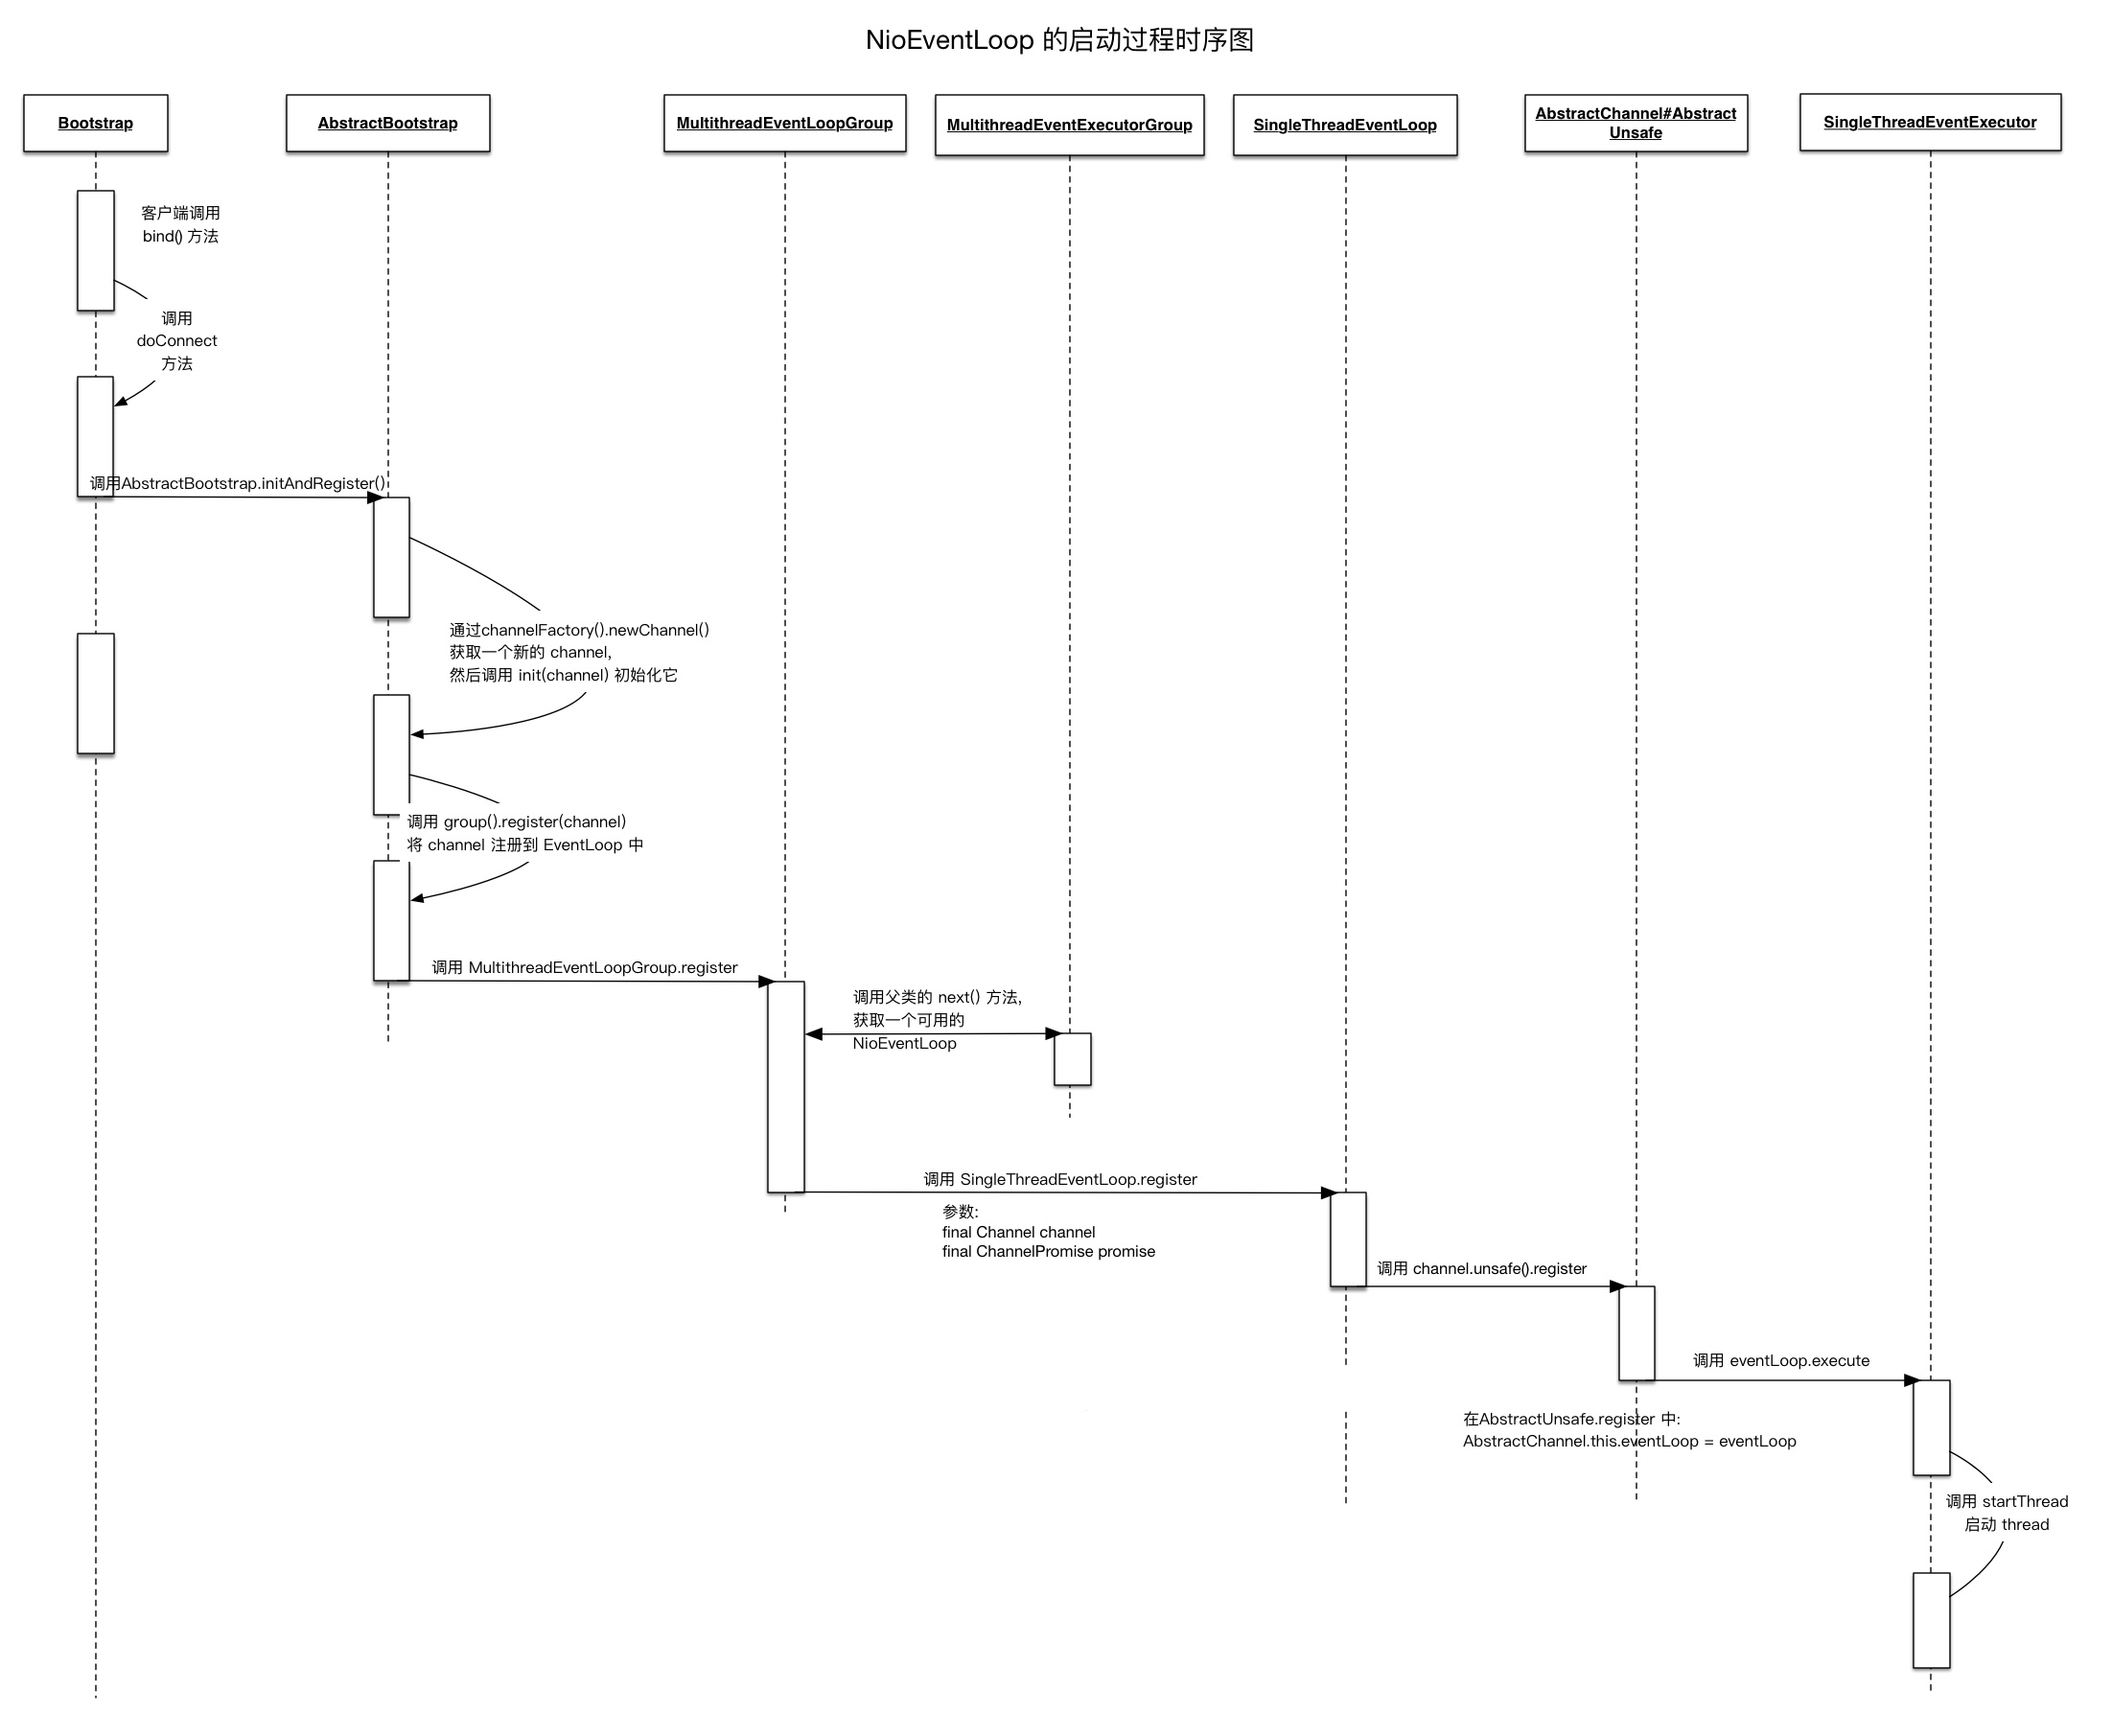 NioEventLoop 的启动过程时序图
Bootstrap
AbstractBootstrap
MultithreadEventLoopGroup
MultithreadEventExecutorGroup
SingleThreadEventLoop
AbstractChannel#Abstract
Unsafe
SingleThreadEventExecutor
客户端调用
bind() 方法
调用
doConnect
方法
调用AbstractBootstrap.initAndRegister()
通过channelFactory().newChannel()
获取一个新的 channel,
然后调用 init(channel) 初始化它
调用 group().register(channel)
将 channel 注册到 EventLoop 中
调用 MultithreadEventLoopGroup.register
调用父类的 next() 方法,
获取一个可用的
NioEventLoop
调用 SingleThreadEventLoop.register
参数:
final Channel channel
final ChannelPromise promise
调用 channel.unsafe().register
调用 eventLoop.execute
在AbstractUnsafe.register 中:
AbstractChannel.this.eventLoop = eventLoop
调用 startThread
启动 thread